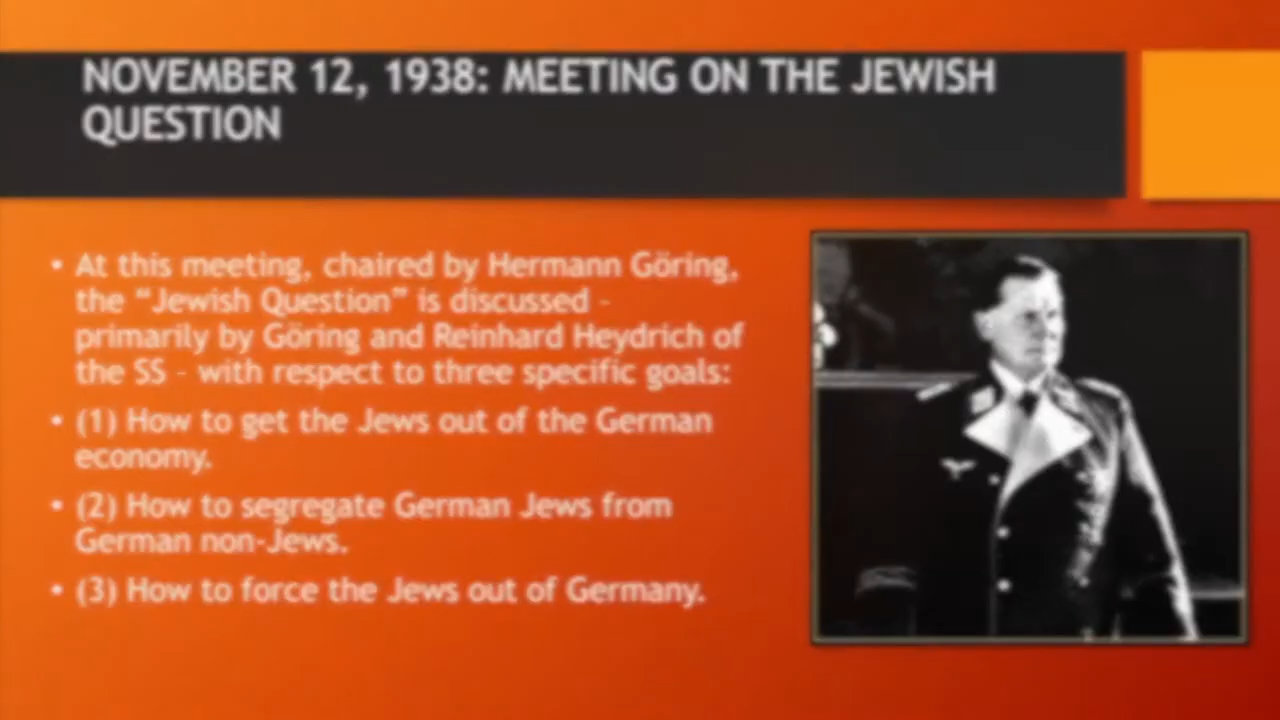 NOVEMBER 12, 1938: MEETING ON THE JEWISH
QUESTION
• At this meeting, chaired by Hermann Göring,
the “Jewish Question” is discussed –
primarily by Göring and Reinhard Heydrich of
the SS – with respect to three specific goals:
• (1) How to get the Jews out of the German
economy.
• (2) How to segregate German Jews from
German non-Jews.
• (3) How to force the Jews out of Germany.